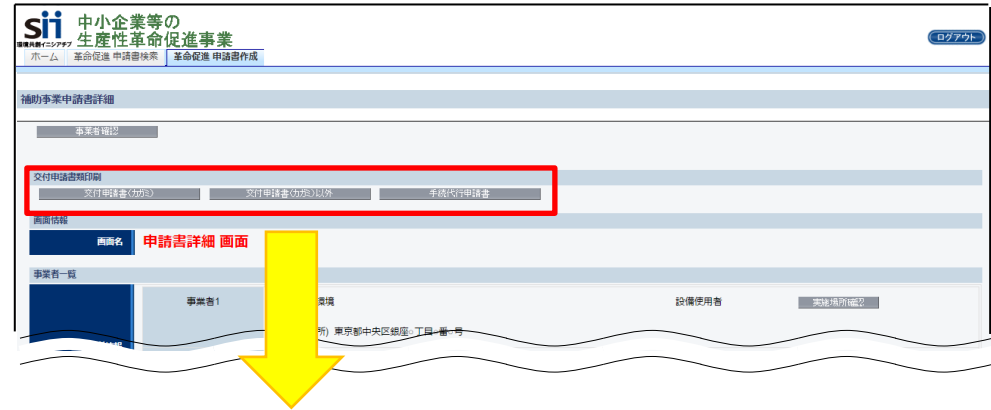 sii 中小企業等の
環境共創イニシアチブ 生産性革命促進事業
ログアウト
ホーム 革命促進 申請書検索 革命促進 申請書作成
補助事業申請書詳細
事業者確認
交付申請書類印刷
交付申請書(カガミ) 交付申請書(カガミ)以外 手続代行申請書
画面情報
画面名 申請書詳細 画面
事業者一覧
事業者1 環境 設備使用者 実施場所確認
所) 東京都中央区銀座○丁目○番○号